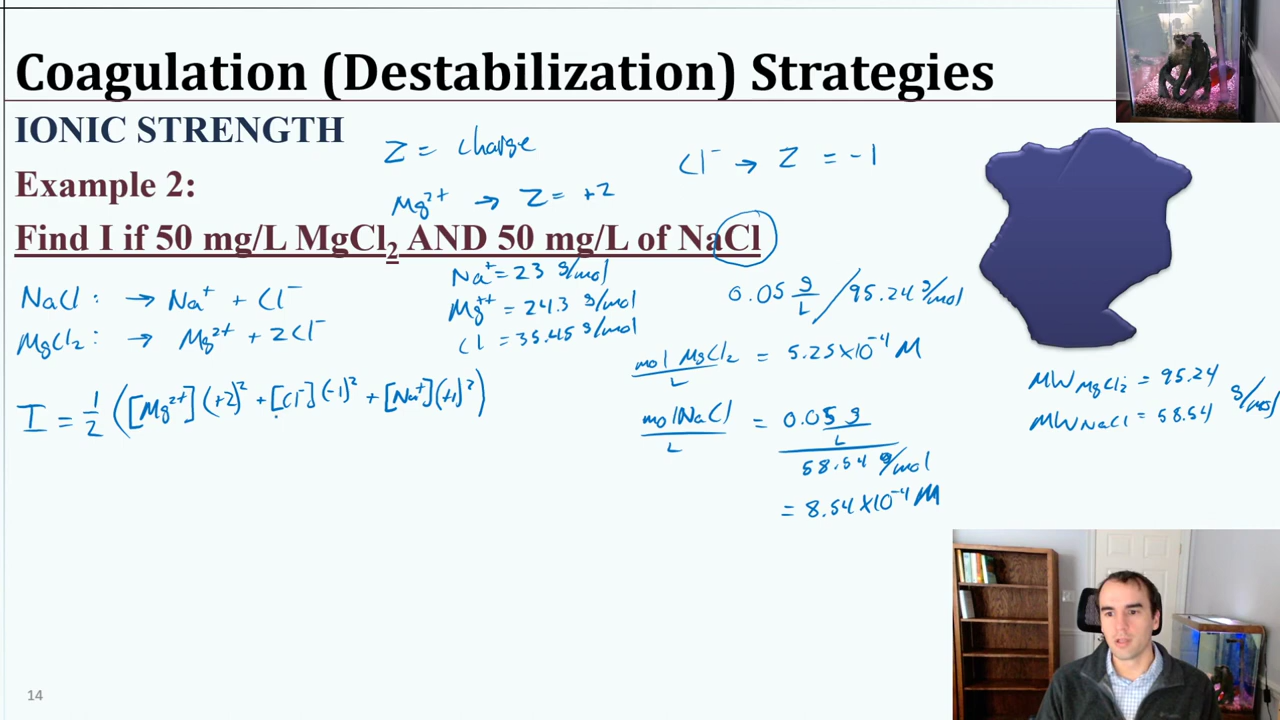 Coagulation (Destabilization) Strategies
IONIC STRENGTH
Z = charge
Cl⁻ → Z = -1
Example 2:
Mg²⁺ → Z = +2
Find I if 50 mg/L MgCl₂ AND 50 mg/L of NaCl
NaCl: → Na⁺ + Cl⁻
MgCl₂: → Mg²⁺ + 2Cl⁻
Na⁺ = 23 g/mol
Mg⁺⁺ = 24.3 g/mol
Cl = 35.45 g/mol
I = 1/2 ([Mg²⁺](+2)² + [Cl⁻](-1)² + [Na⁺](+1)²)
0.05 g/L / 95.24 g/mol
mol MgCl₂/L = 5.25×10⁻⁴ M
mol NaCl/L = 0.05 g/L / 58.54 g/mol
= 8.54×10⁻⁴ M
MW MgCl₂ = 95.24 g/mol
MW NaCl = 58.54
14